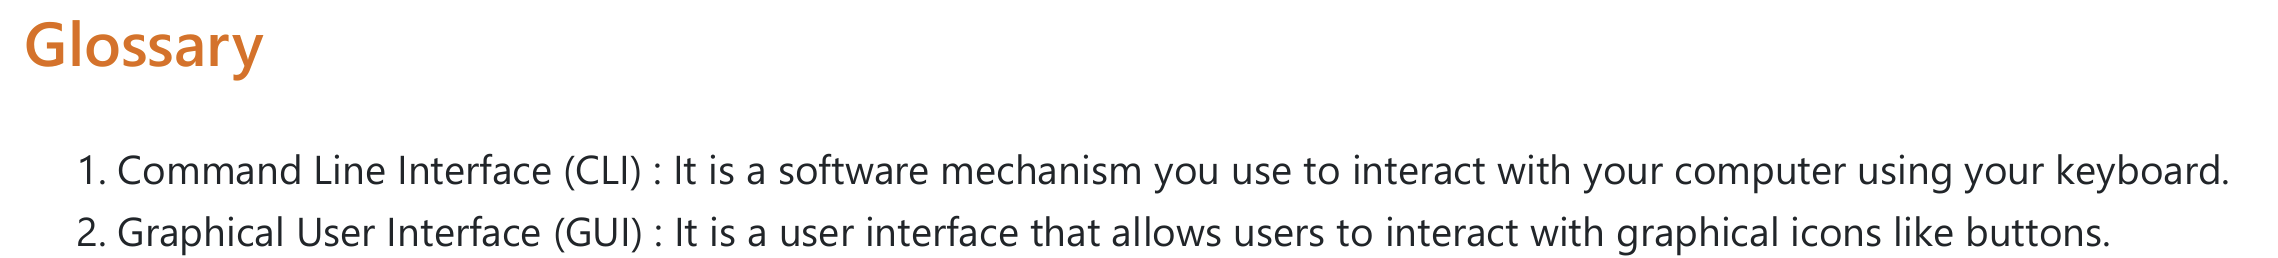 Glossary
1. Command Line Interface (CLI) : It is a software mechanism you use to interact with your computer using your keyboard.
2. Graphical User Interface (GUI) : It is a user interface that allows users to interact with graphical icons like buttons.